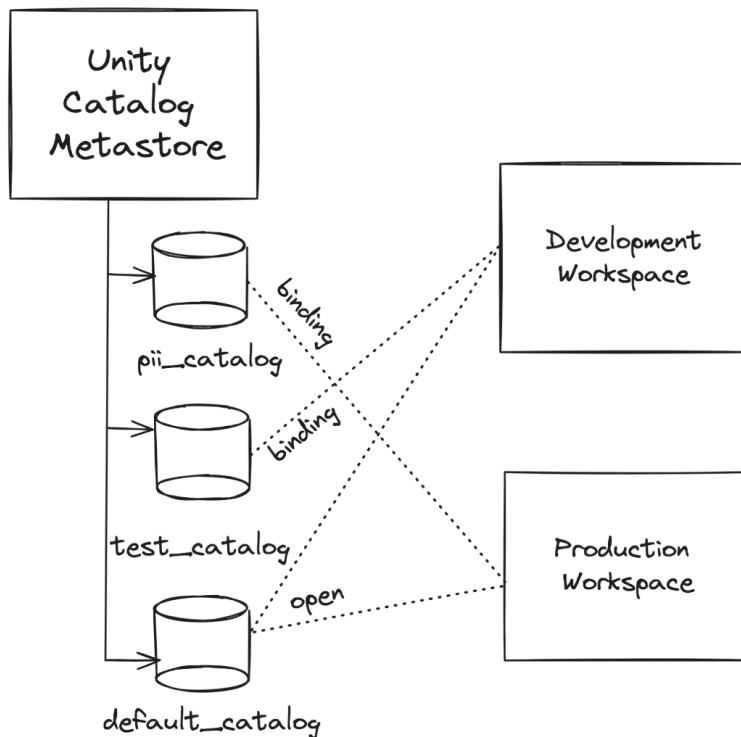 Unity
Catalog
Metastore
Development
Workspace
binding
pii_catalog
binding
test_catalog
Production
Workspace
open
default_catalog